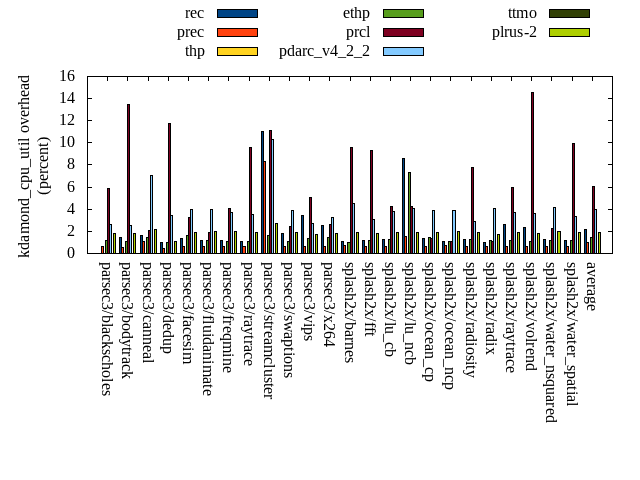 rec
prec
thp
ethp
prcl
pdarc_v4_2_2
ttmo
plrus-2
kdamond_cpu_util overhead
(percent)
16
14
12
10
8
6
4
2
0
parsec3/blackscholes
parsec3/bodytrack
parsec3/canneal
parsec3/dedup
parsec3/facesim
parsec3/fluidanimate
parsec3/freqmine
parsec3/raytrace
parsec3/streamcluster
parsec3/swaptions
parsec3/vips
parsec3/x264
splash2x/barnes
splash2x/fft
splash2x/lu_cb
splash2x/lu_ncb
splash2x/ocean_cp
splash2x/ocean_ncp
splash2x/radiosity
splash2x/radix
splash2x/raytrace
splash2x/volrend
splash2x/water_nsquared
splash2x/water_spatial
average